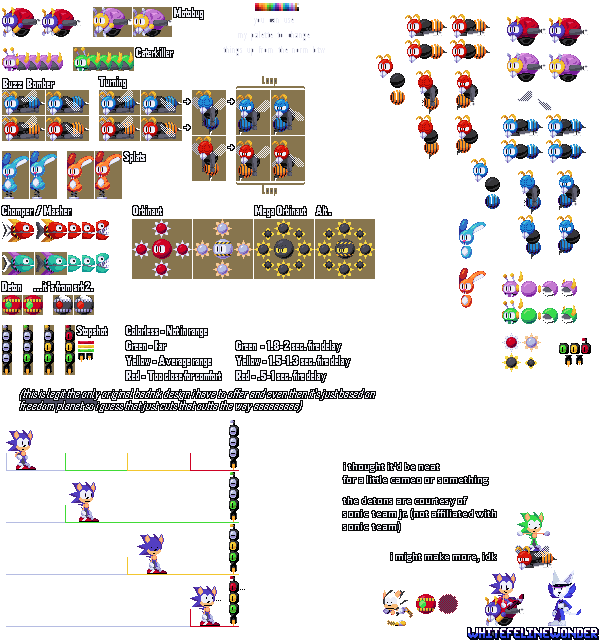 Motobug
Caterkiller
Buzz Bomber
Turning
Loop
Loop
Splats
Chomper / Masher
Orbinaut
Mega Orbinaut
Alt.
Deton
...it's from srb2.
Stopshot
Colorless - Not in range
Green - Far
Yellow - Average range
Red - Too close for comfort
Green - 1.8-2 sec. fire delay
Yellow - 1.5-1.3 sec. fire delay
Red - .5-1 sec. fire delay
(this is legit the only original badnik design i have to offer and even then it's just based on
freedom planet so i guess that just cuts that outta the way aaaaaaaaa)
i thought it'd be neat
for a little cameo or something
the detons are courtesy of
sonic team jr. (not affiliated with
sonic team)
i might make more, idk
WHITEFELINEWONDER